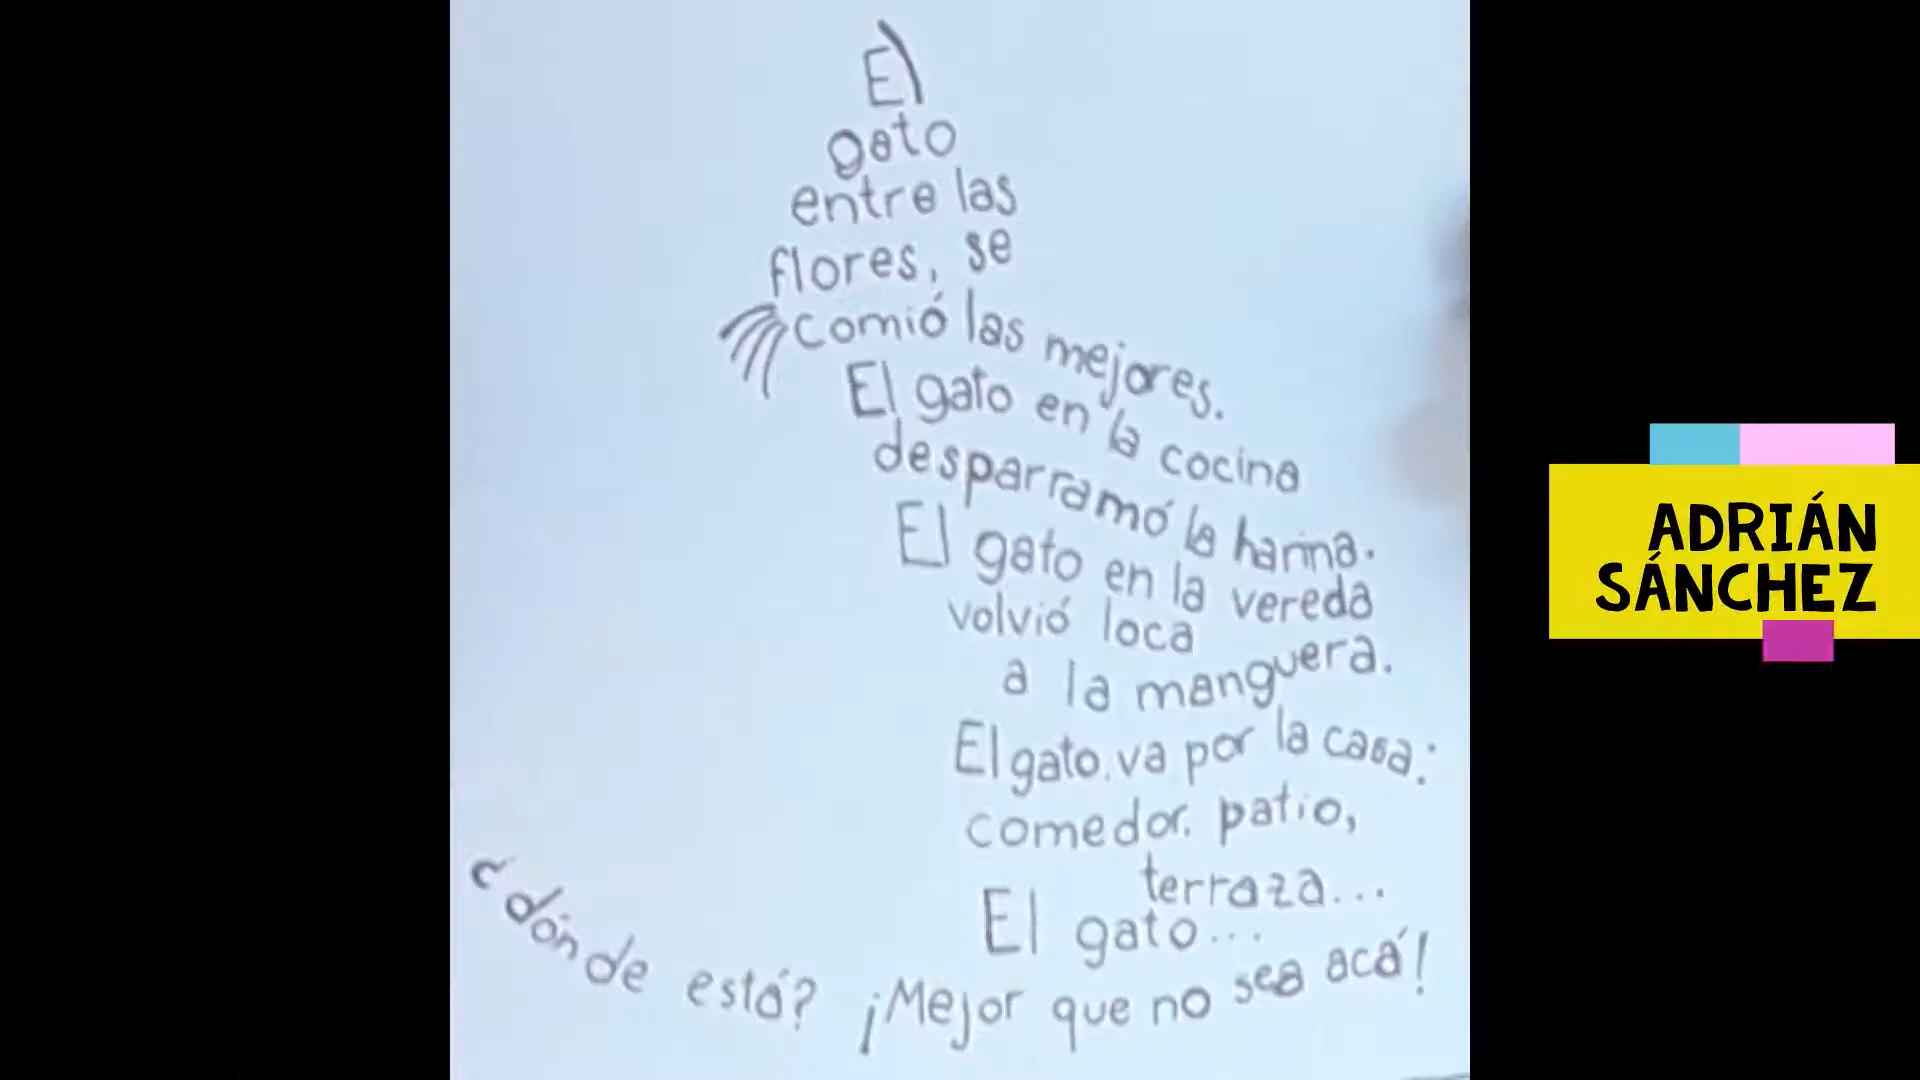 El
gato
entre las
flores, se
comió las mejores.
El gato en la cocina
desparramó la harina.
El gato en la vereda
volvió loca
a la manguera.
El gato va por la casa:
comedor, patio,
terraza...
El gato...
¿dónde está? ¡Mejor que no sea acá!
ADRIÁN
SÁNCHEZ